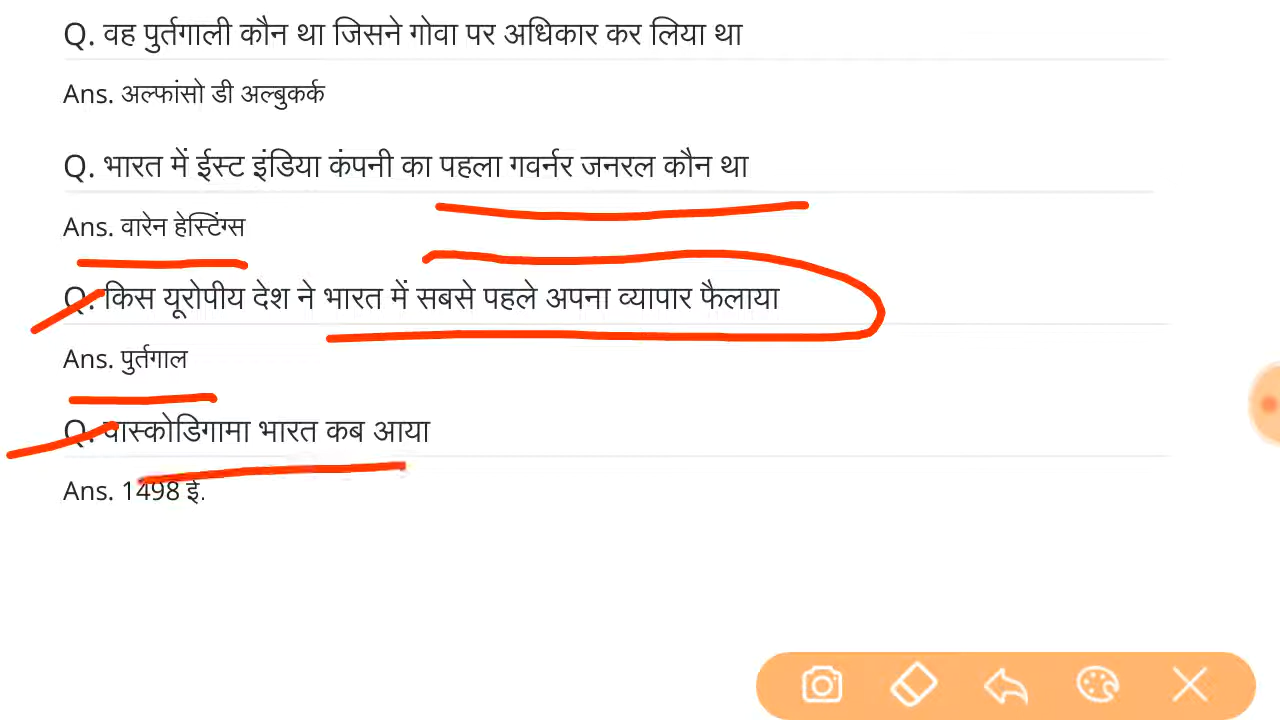 Q. वह पुर्तगाली कौन था जिसने गोवा पर अधिकार कर लिया था
Ans. अल्फांसो डी अल्बुकर्क
Q. भारत में ईस्ट इंडिया कंपनी का पहला गवर्नर जनरल कौन था
Ans. वारेन हेस्टिंग्स
Q. किस यूरोपीय देश ने भारत में सबसे पहले अपना व्यापार फैलाया
Ans. पुर्तगाल
Q. वास्कोडिगामा भारत कब आया
Ans. 1498 ई.